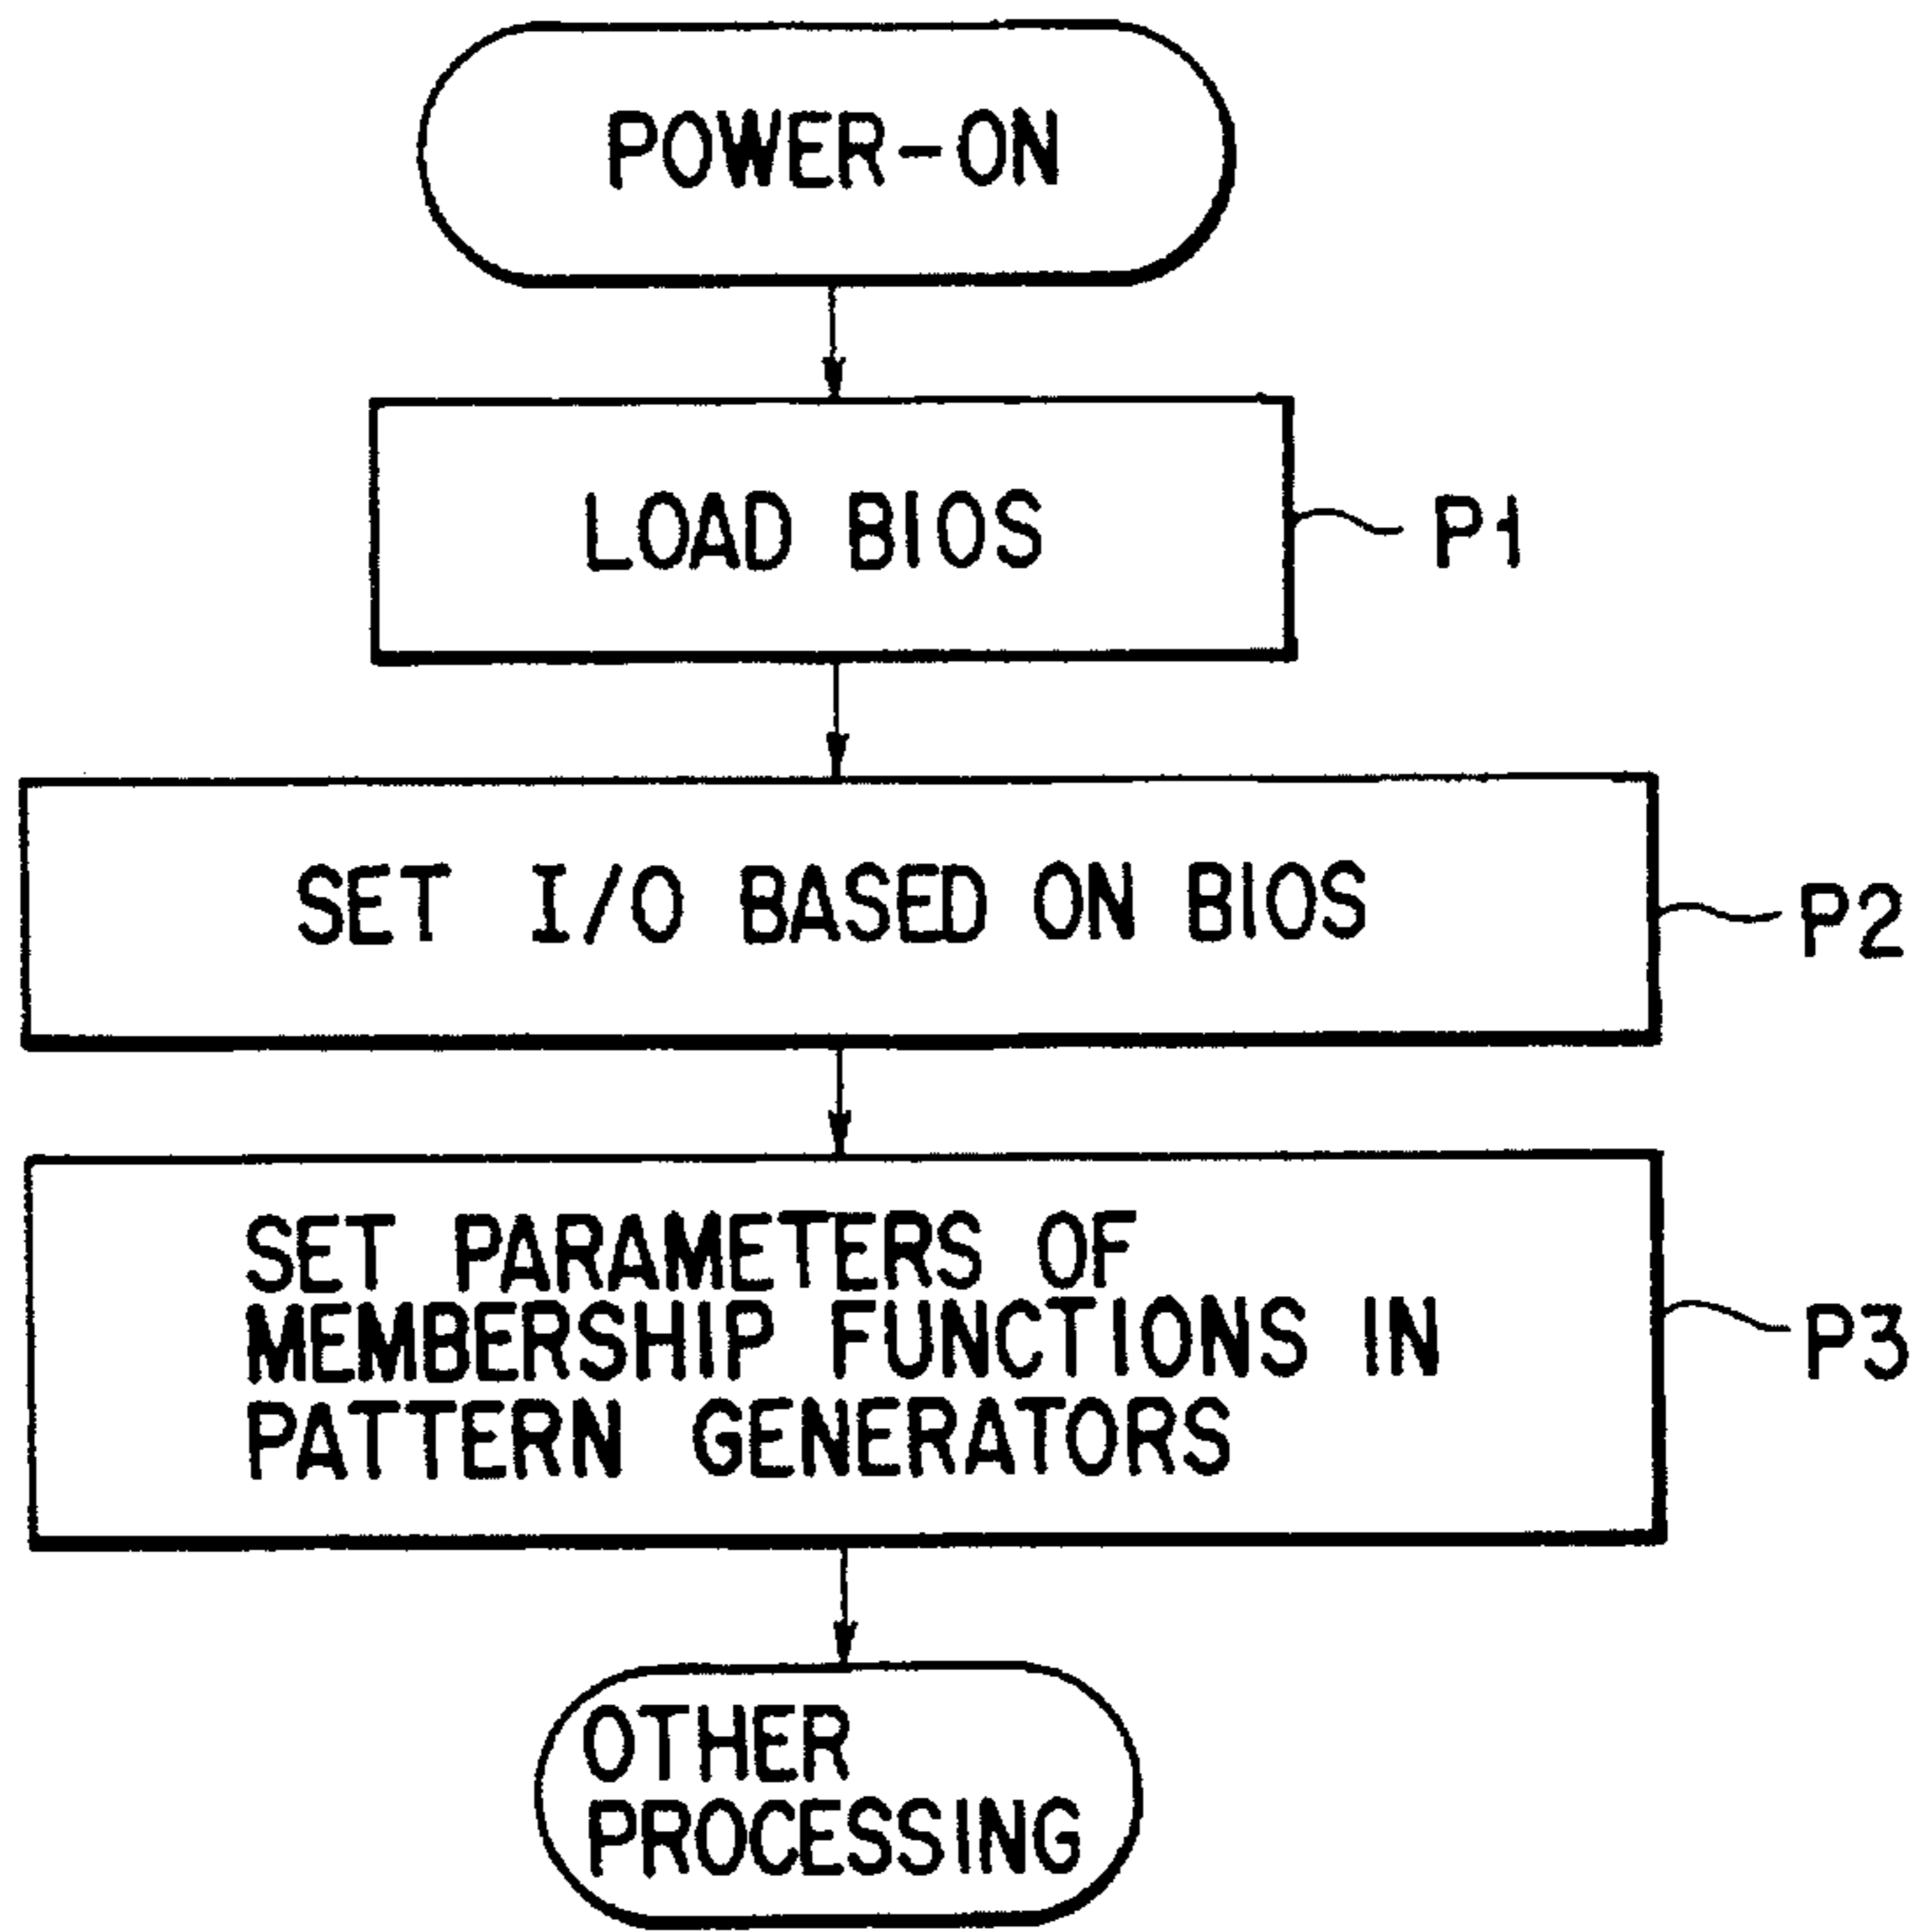 POWER-ON
LOAD BIOS
P1
SET I/O BASED ON BIOS
P2
SET PARAMETERS OF
MEMBERSHIP FUNCTIONS IN
PATTERN GENERATORS
P3
OTHER
PROCESSING